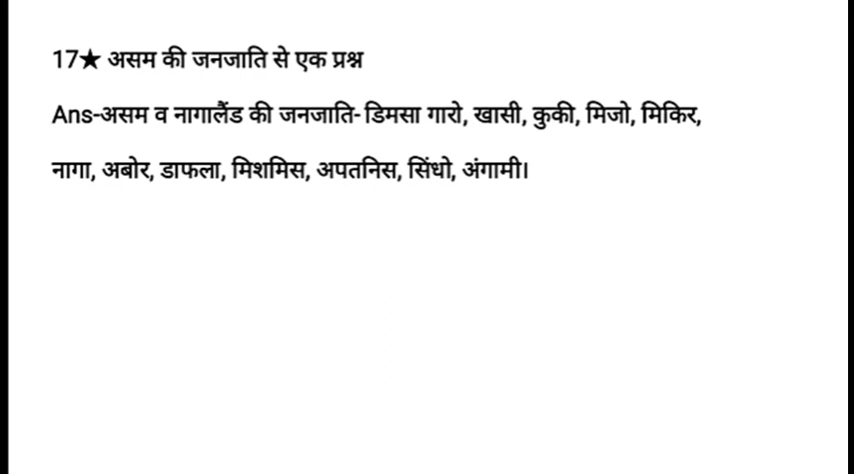 17★ असम की जनजाति से एक प्रश्न
Ans-असम व नागालैंड की जनजाति- डिमसा गारो, खासी, कुकी, मिजो, मिकिर,
नागा, अबोर, डाफला, मिशमिस, अपतनिस, सिंधो, अंगामी।